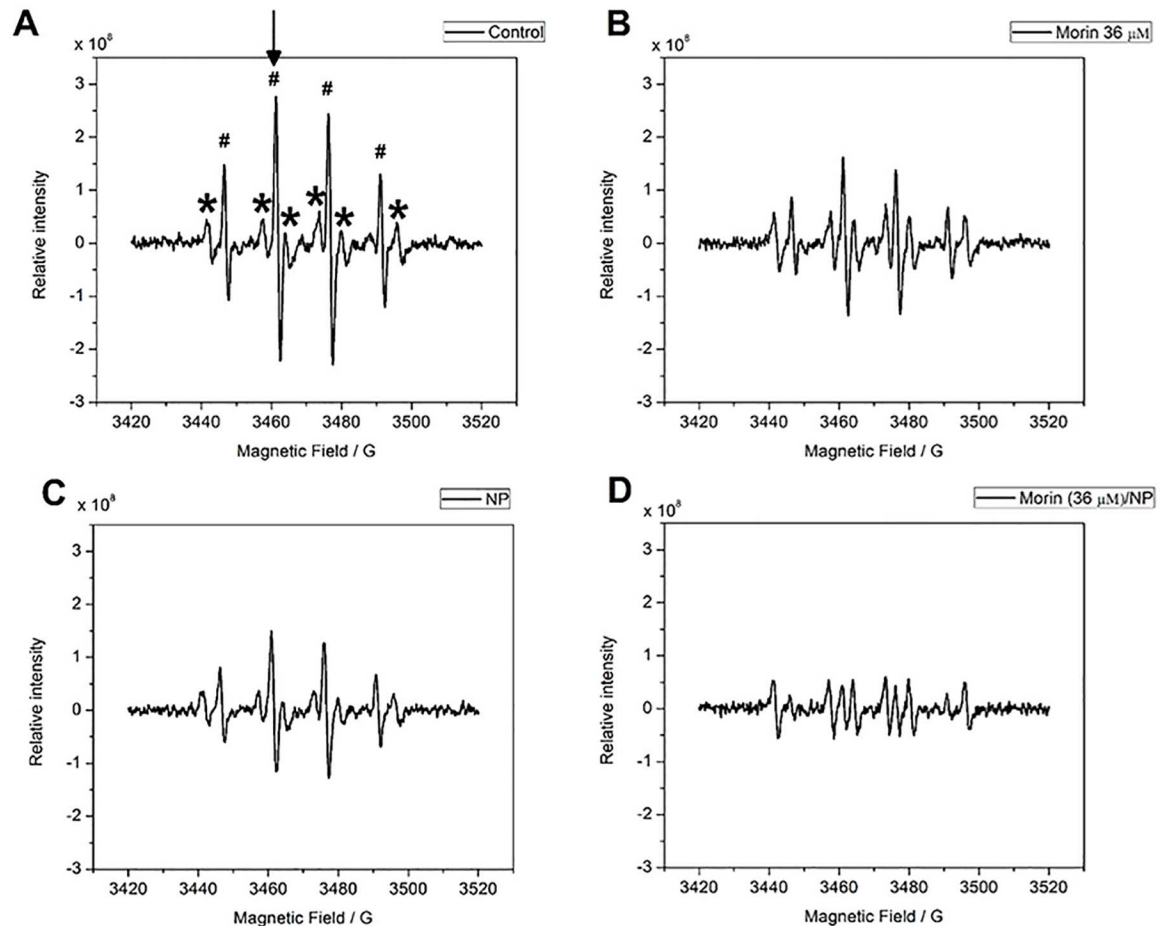 A
Control
x 10⁸
#
#
#
#
*
*
*
*
*
*
3
2
1
0
-1
-2
-3
Relative intensity
3420 3440 3460 3480 3500 3520
Magnetic Field / G
B
Morin 36 µM
x 10⁸
3
2
1
0
-1
-2
-3
Relative intensity
3420 3440 3460 3480 3500 3520
Magnetic Field / G
C
NP
x 10⁸
3
2
1
0
-1
-2
-3
Relative intensity
3420 3440 3460 3480 3500 3520
Magnetic Field / G
D
Morin (36 µM)/NP
x 10⁸
3
2
1
0
-1
-2
-3
Relative intensity
3420 3440 3460 3480 3500 3520
Magnetic Field / G